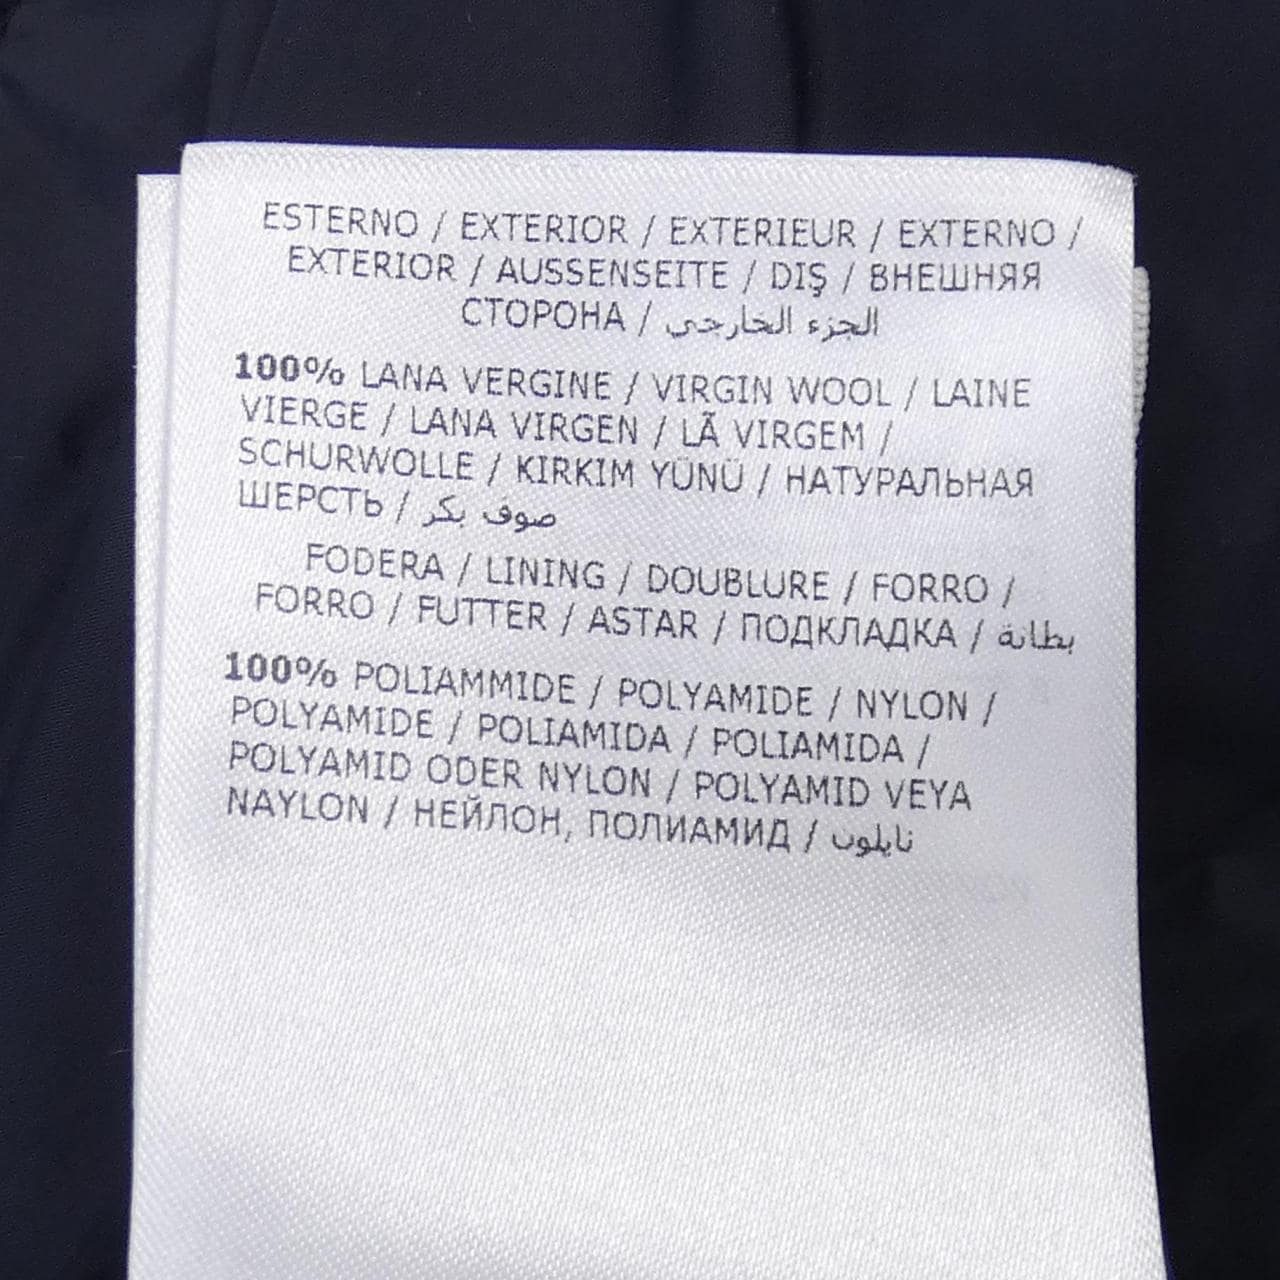 ESTERNO / EXTERIOR / EXTERIEUR / EXTERNO /
EXTERIOR / AUSSENSEITE / DIŞ / ВНЕШНЯЯ
СТОРОНА / الجزء الخارجي
100% LANA VERGINE / VIRGIN WOOL / LAINE
VIERGE / LANA VIRGEN / LÃ VIRGEM /
SCHURWOLLE / KIRKIM YÜNÜ / НАТУРАЛЬНАЯ
ШЕРСТЬ / صوف بكر
FODERA / LINING / DOUBLURE / FORRO /
FORRO / FUTTER / ASTAR / ПОДКЛАДКА / بطانة
100% POLIAMMIDE / POLYAMIDE / NYLON /
POLYAMIDE / POLIAMIDA / POLIAMIDA /
POLYAMID ODER NYLON / POLYAMID VEYA
NAYLON / НЕЙЛОН, ПОЛИАМИД / نايلون